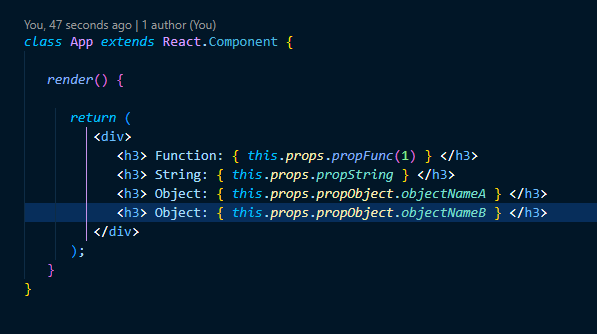 You, 47 seconds ago | 1 author (You)
class App extends React.Component {
render() {
return (
<div>
<h3> Function: { this.props.propFunc(1) } </h3>
<h3> String: { this.props.propString } </h3>
<h3> Object: { this.props.propObject.objectNameA } </h3>
<h3> Object: { this.props.propObject.objectNameB } </h3>
</div>
);
}
}